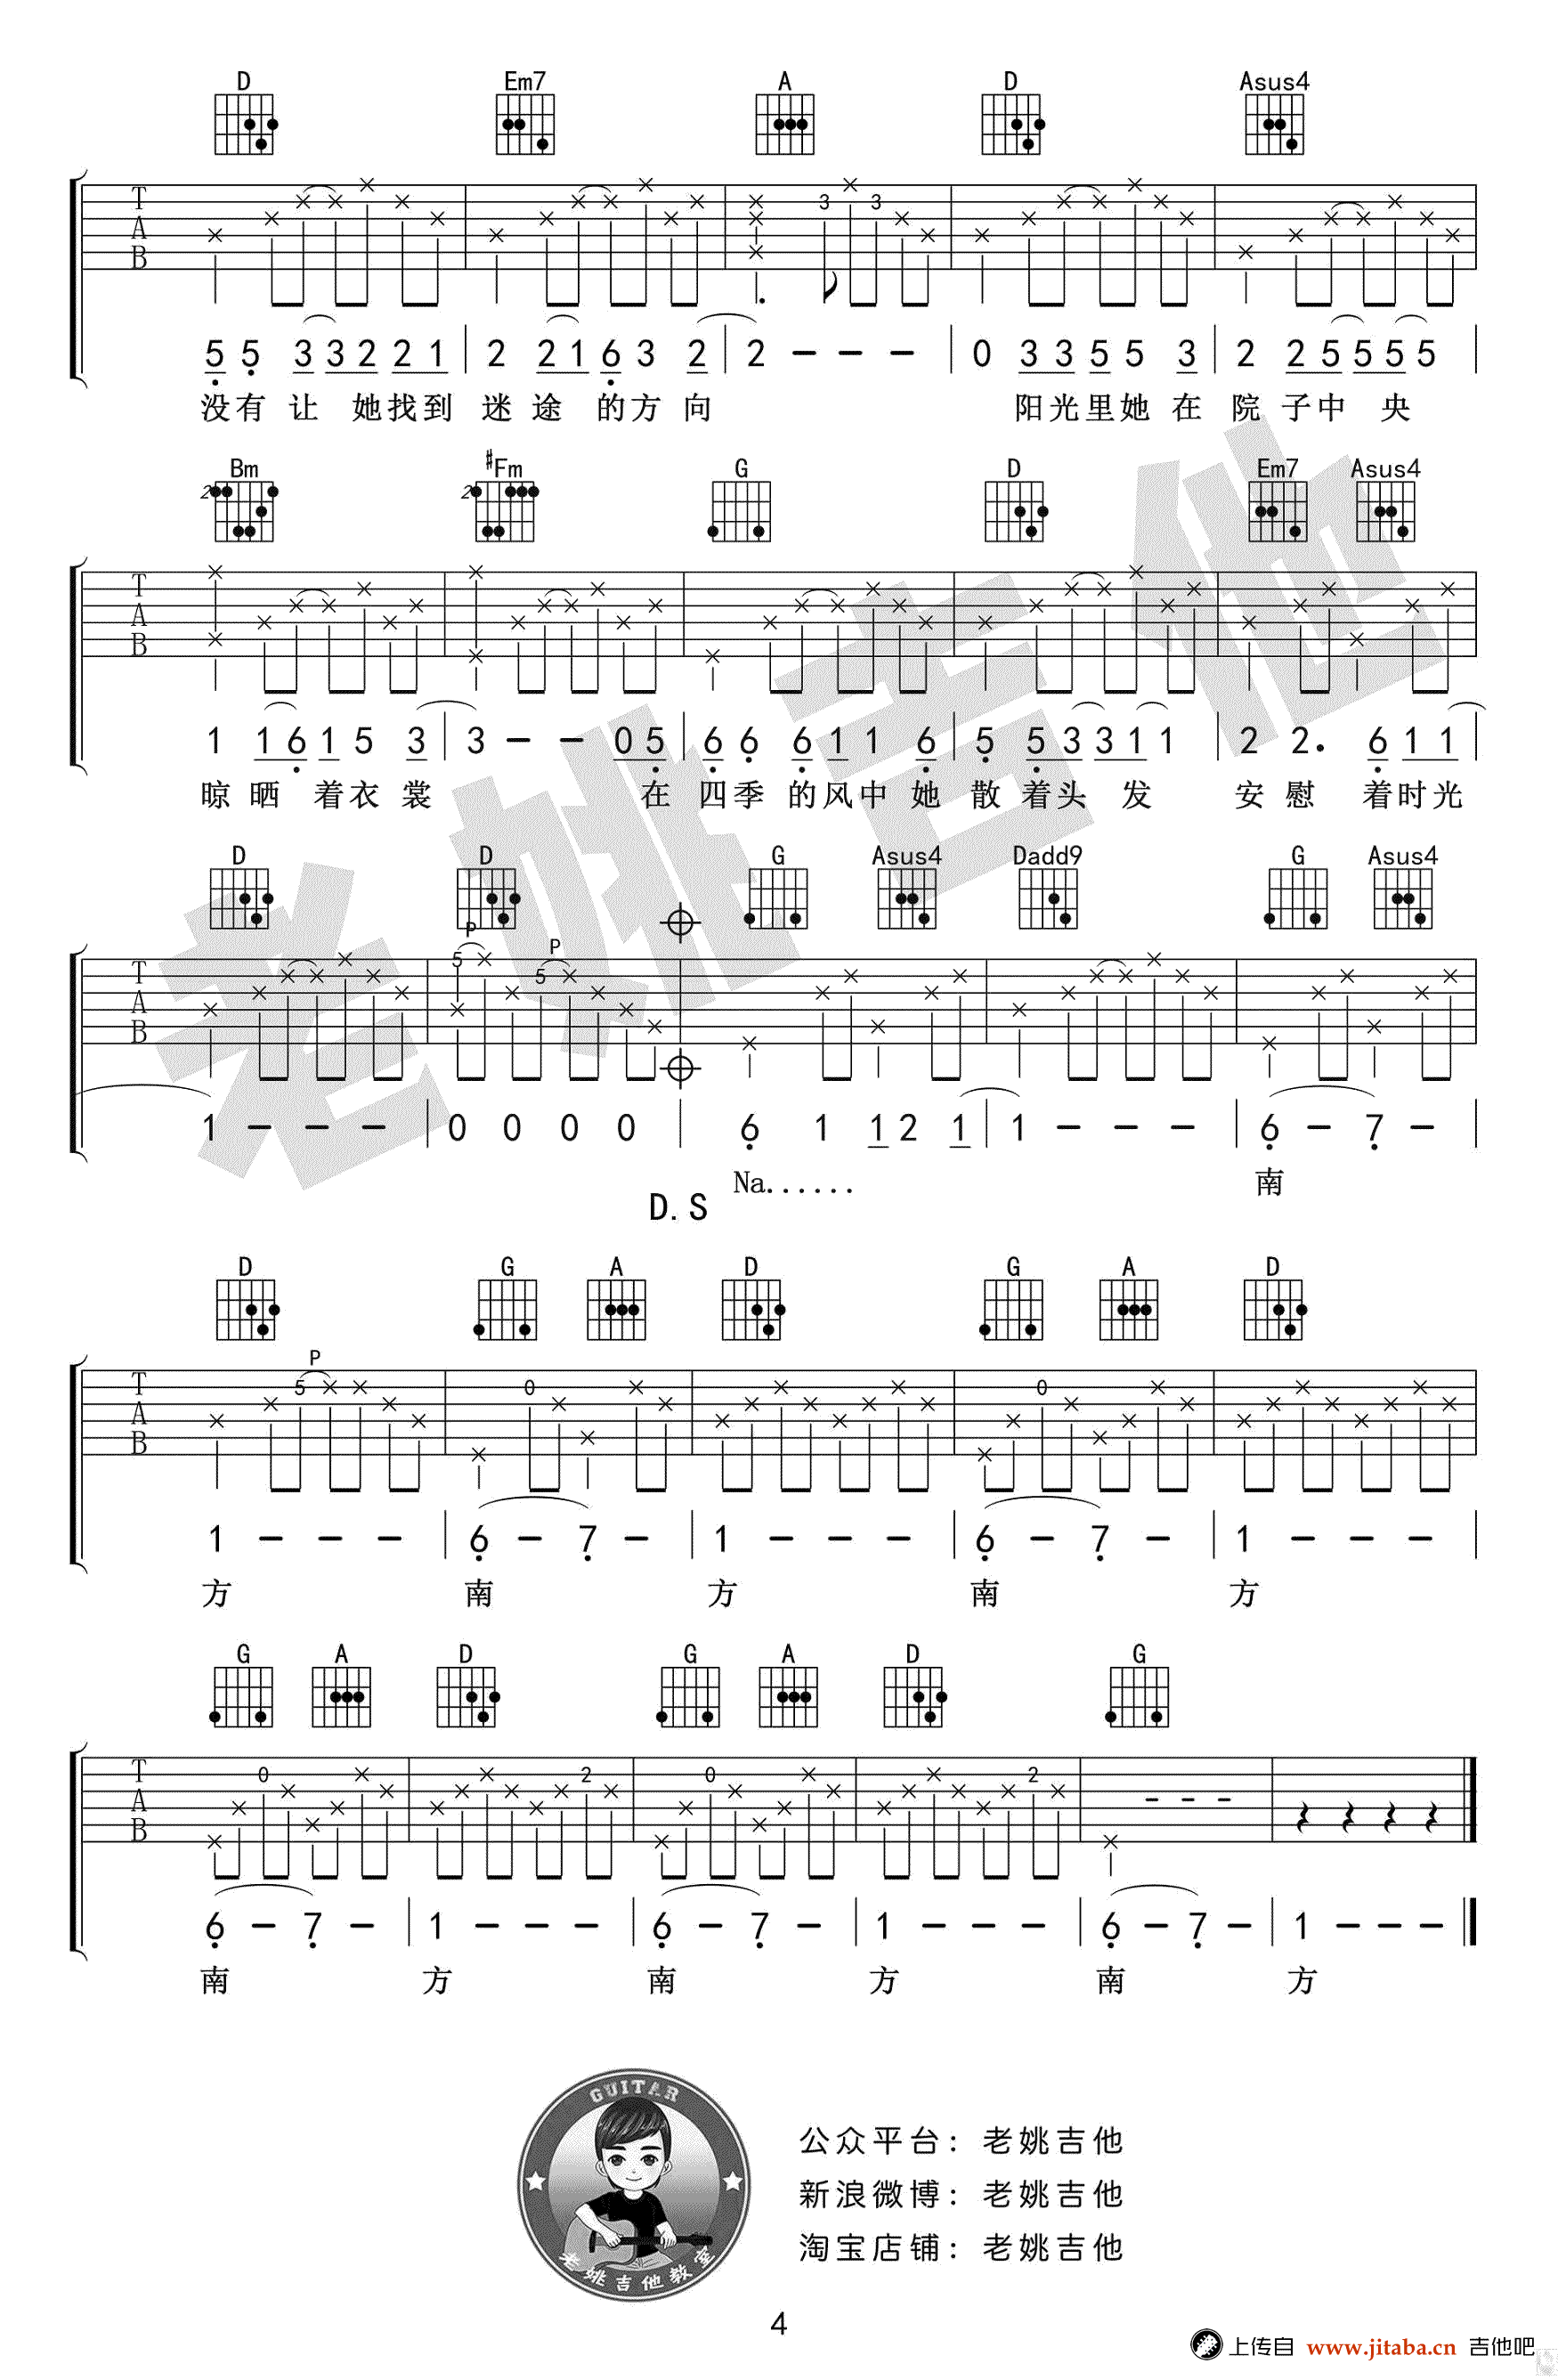 D Em7 A D Asus4
T A B 3 3
5 5 3 3 2 2 1 2 2 1 6 3 2 2 - - - 0 3 3 5 5 3 2 2 5 5 5 5
没有 让 她找到 迷 途 的方 向 阳光里她 在 院 子中 央
Bm #Fm G D Em7 Asus4
2 2
T A B
1 1 6 1 5 3 3 - - 0 5 6 6 6 1 1 6 5 5 3 3 1 1 2 2. 6 1 1
晾 晒 着衣 裳 在 四季 的风中 她 散 着头 发 安 慰 着时光
D D G Asus4 Dadd9 G Asus4
P P
T A B 5 5
1 - - - 0 0 0 0 6 1 1 2 1 1 - - - 6 - 7 -
Na...... 南
D.S
D G A D G A D
P
T A B 5 0 0
1 - - - 6 - 7 - 1 - - - 6 - 7 - 1 - - -
方 南 方 南 方
G A D G A D G
T A B 0 2 0 2 - - -
6 - 7 - 1 - - - 6 - 7 - 1 - - - 6 - 7 - 1 - - -
南 方 南 方 南 方
GUITAR
老姚吉他教室
公众平台：老姚吉他
新浪微博：老姚吉他
淘宝店铺：老姚吉他
4
上传自 www.jitaba.cn 吉他吧
老姚吉他